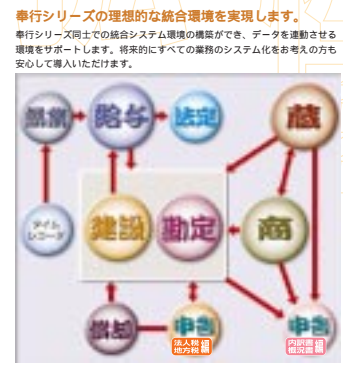 奉行シリーズの理想的な統合環境を実現します。
奉行シリーズ同士での統合システム環境の構築ができ、データを連動させる
環境をサポートします。将来的にすべての業務のシステム化をお考えの方も
安心して導入いただけます。
就業
給与
法定
蔵
タイム
レコーダ
建設
勘定
商
償却
申告
法人税
地方税
編
申告
内訳書
概況書
編